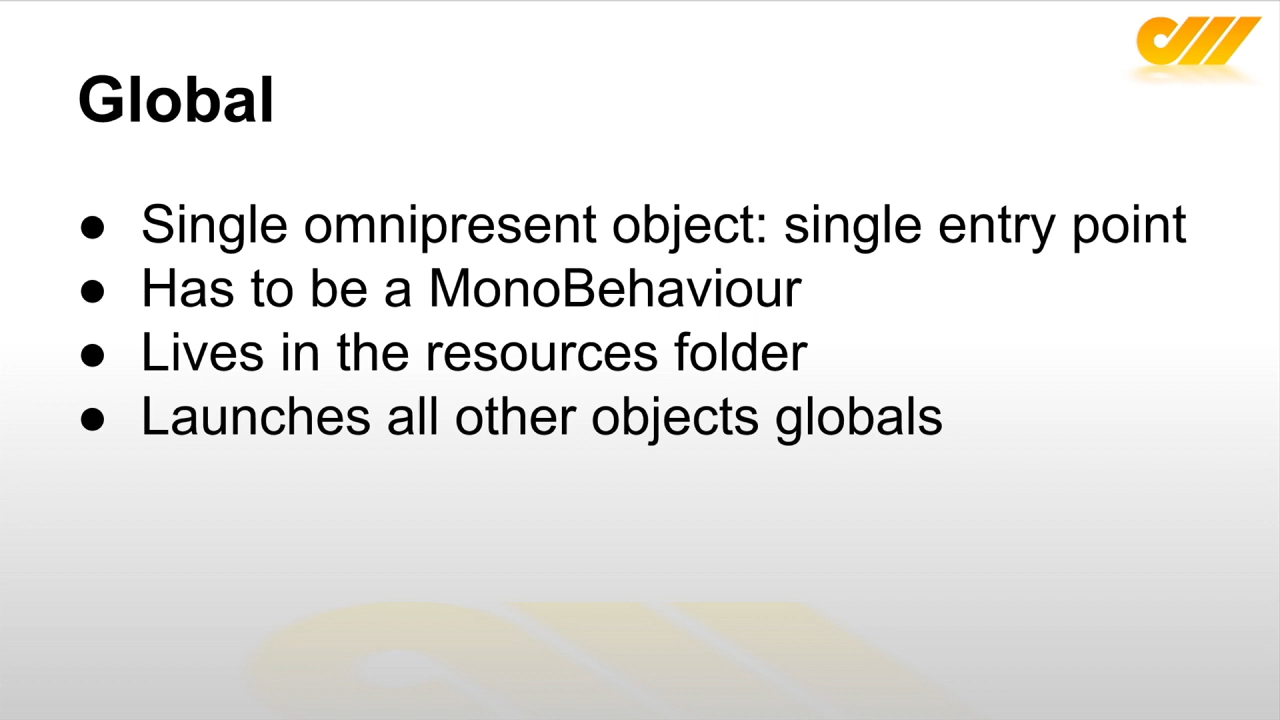 Global
● Single omnipresent object: single entry point
● Has to be a MonoBehaviour
● Lives in the resources folder
● Launches all other objects globals